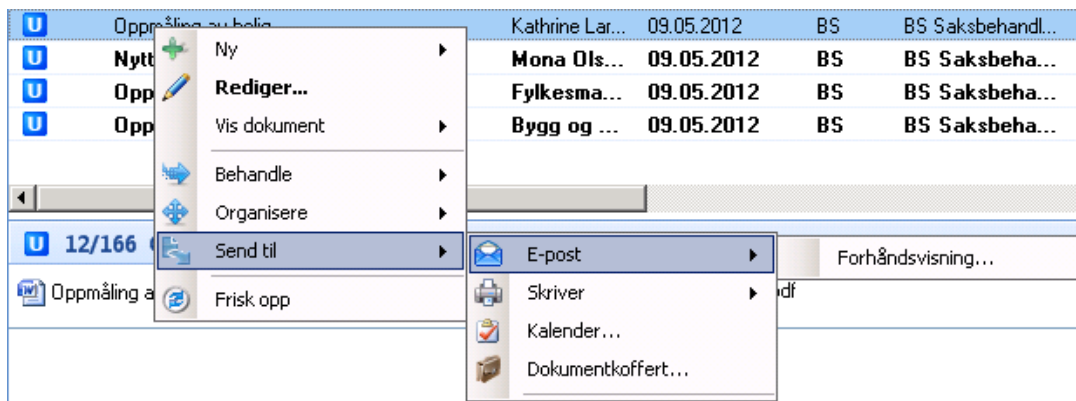 U Oppmåling av bolig Kathrine Lar... 09.05.2012 BS BS Saksbehandl...
U Nytt Mona Ols... 09.05.2012 BS BS Saksbeha...
U Opp Fylkesma... 09.05.2012 BS BS Saksbeha...
U Opp Bygg og ... 09.05.2012 BS BS Saksbeha...
Ny
Rediger...
Vis dokument
Behandle
Organisere
Send til
Frisk opp
U 12/166
Oppmåling a
E-post
Skriver
Kalender...
Dokumentkoffert...
Forhåndsvisning...